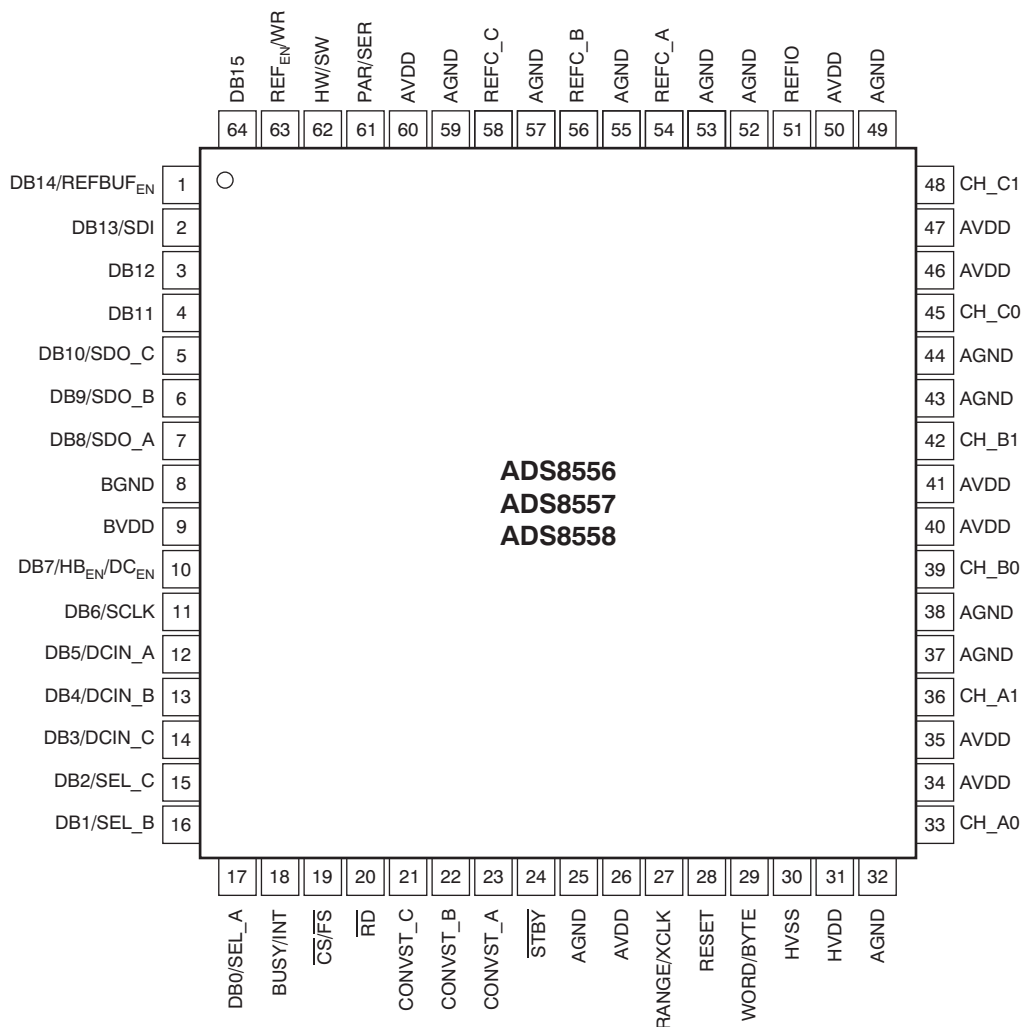 DB15
REFEN/WR
HW/SW
PAR/SER
AVDD
AGND
REFC_C
AGND
REFC_B
AGND
REFC_A
AGND
AGND
REFIO
AVDD
AGND
64 63 62 61 60 59 58 57 56 55 54 53 52 51 50 49
DB14/REFBUFEN 1
48 CH_C1
DB13/SDI 2
47 AVDD
DB12 3
46 AVDD
DB11 4
45 CH_C0
DB10/SDO_C 5
44 AGND
DB9/SDO_B 6
43 AGND
DB8/SDO_A 7
42 CH_B1
ADS8556
ADS8557
ADS8558
BGND 8
41 AVDD
BVDD 9
40 AVDD
DB7/HBEN/DCEN 10
39 CH_B0
DB6/SCLK 11
38 AGND
DB5/DCIN_A 12
37 AGND
DB4/DCIN_B 13
36 CH_A1
DB3/DCIN_C 14
35 AVDD
DB2/SEL_C 15
34 AVDD
DB1/SEL_B 16
33 CH_A0
17 18 19 20 21 22 23 24 25 26 27 28 29 30 31 32
DB0/SEL_A
BUSY/INT
CS/FS
RD
CONVST_C
CONVST_B
CONVST_A
STBY
AGND
AVDD
RANGE/XCLK
RESET
WORD/BYTE
HVSS
HVDD
AGND